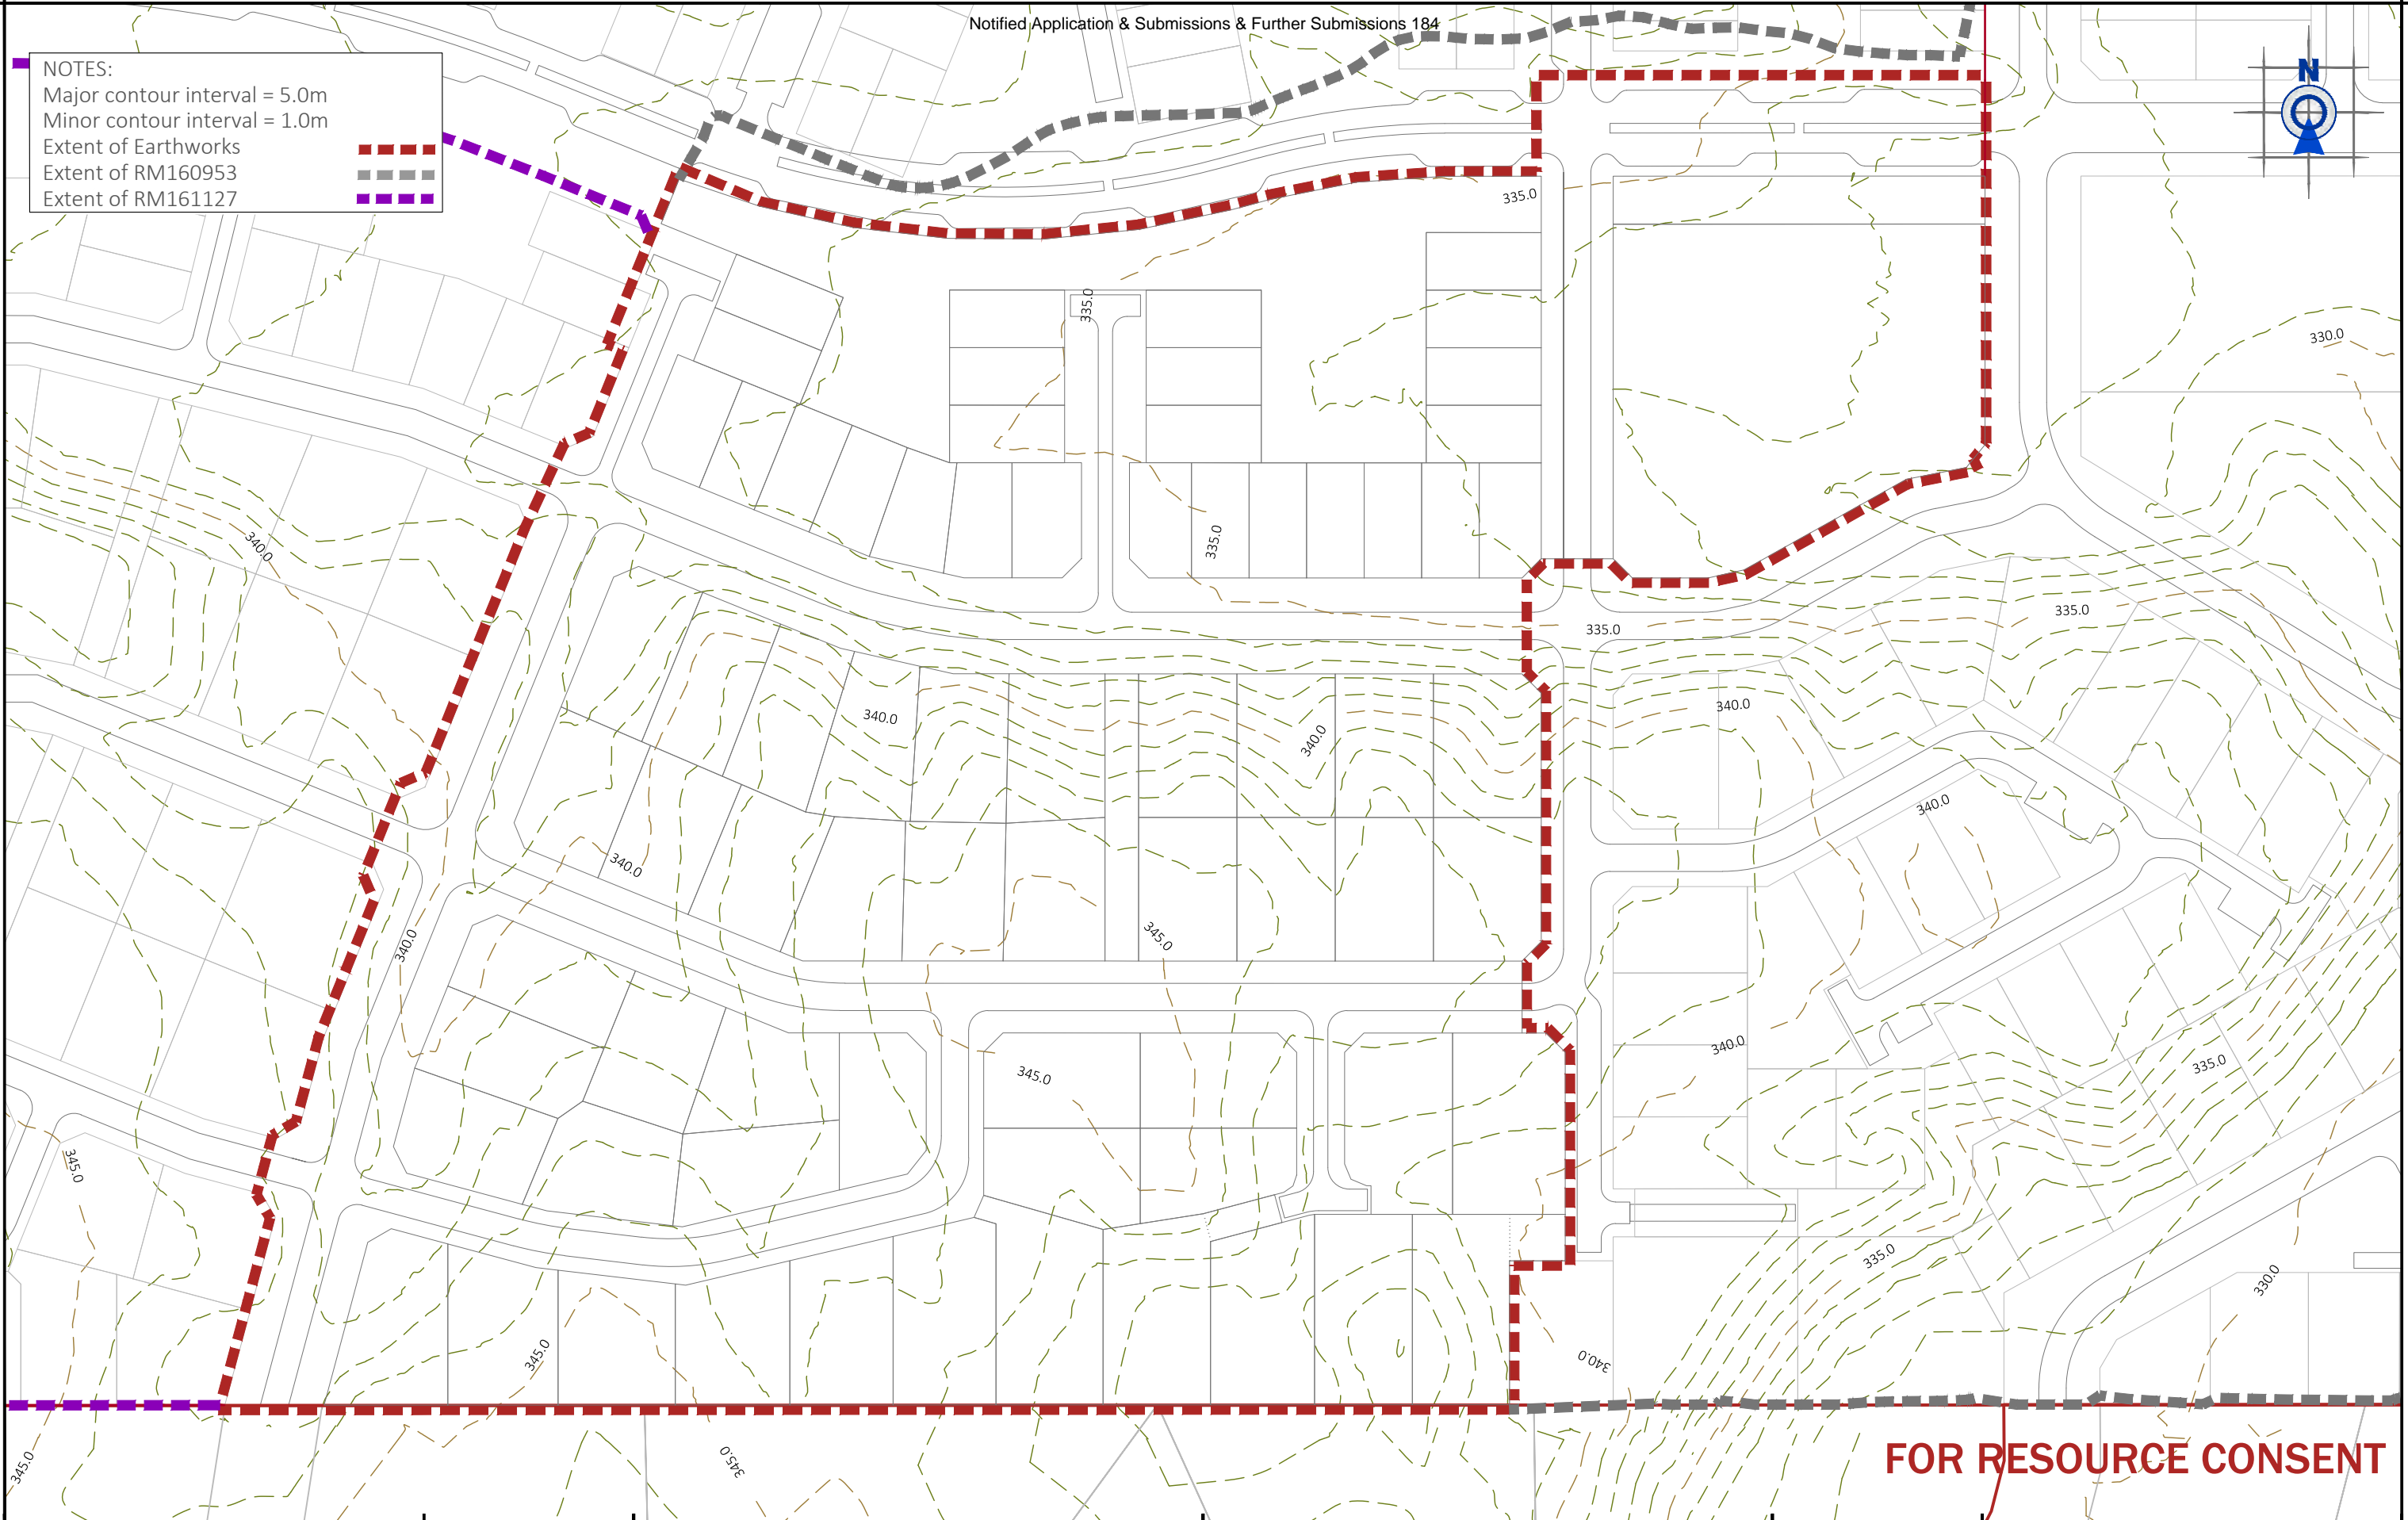 Notified Application & Submissions & Further Submissions 184
NOTES:
Major contour interval = 5.0m
Minor contour interval = 1.0m
Extent of Earthworks
Extent of RM160953
Extent of RM161127
N
335.0
335.0
330.0
340.0
335.0
335.0
335.0
340.0
340.0
340.0
340.0
340.0
340.0
345.0
340.0
345.0
335.0
345.0
335.0
330.0
345.0
340.0
345.0
345.0
FOR RESOURCE CONSENT